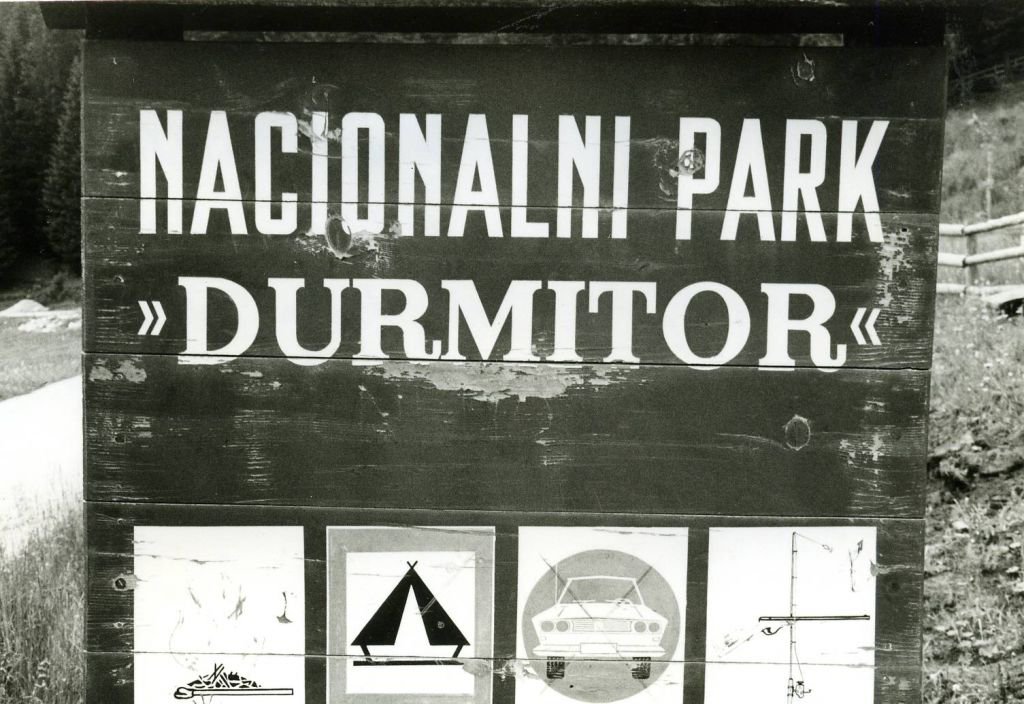 NACIONALNI PARK
»DURMITOR«